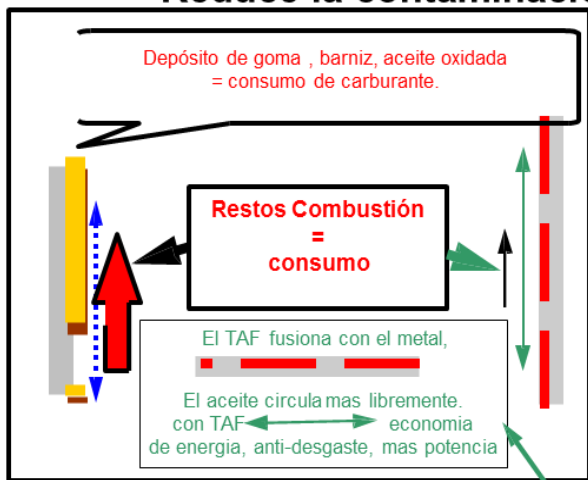 Depósito de goma , barniz, aceite oxidada
= consumo de carburante.
Restos Combustión
=
consumo
El TAF fusiona con el metal,
El aceite circula mas libremente.
con TAF economia
de energia, anti-desgaste, mas potencia